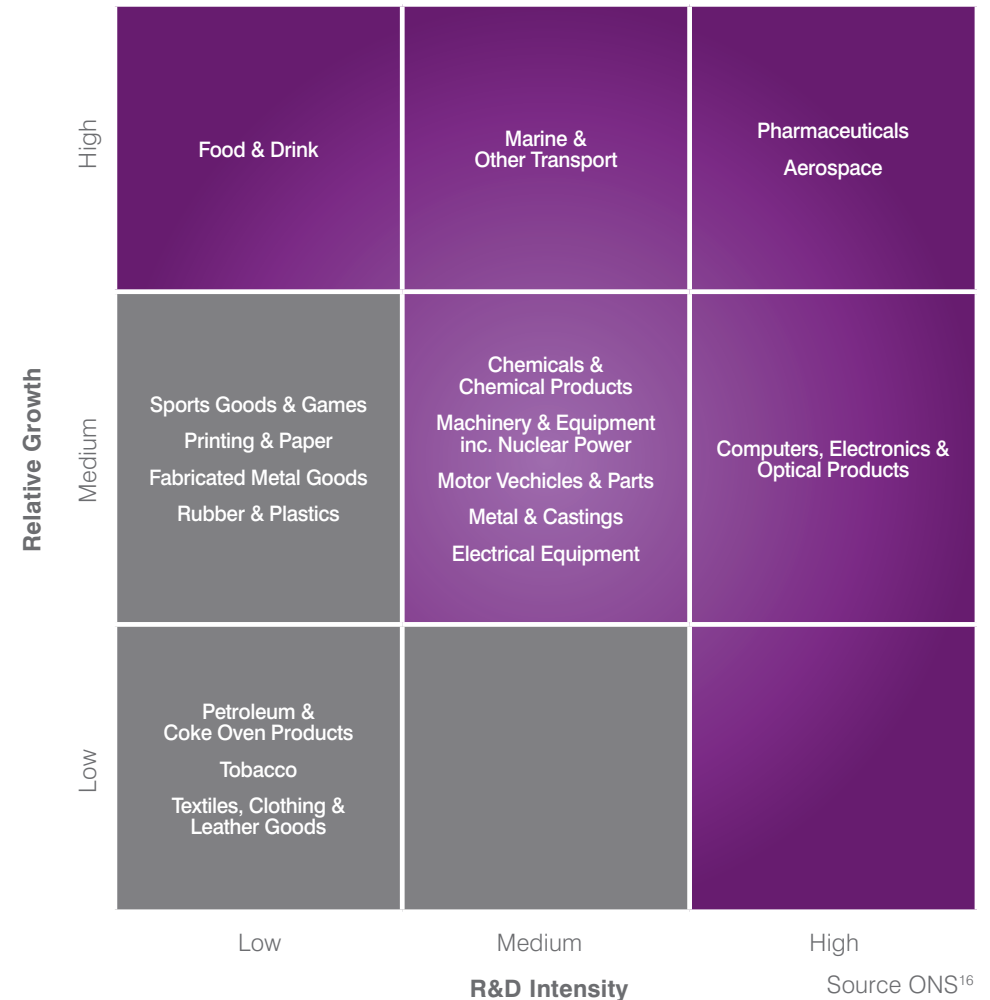 High
Food & Drink
Marine &
Other Transport
Pharmaceuticals
Aerospace
Relative Growth
Medium
Sports Goods & Games
Printing & Paper
Fabricated Metal Goods
Rubber & Plastics
Chemicals &
Chemical Products
Machinery & Equipment
inc. Nuclear Power
Motor Vechicles & Parts
Metal & Castings
Electrical Equipment
Computers, Electronics &
Optical Products
Low
Petroleum &
Coke Oven Products
Tobacco
Textiles, Clothing &
Leather Goods
Low
Medium
High
R&D Intensity
Source ONS16